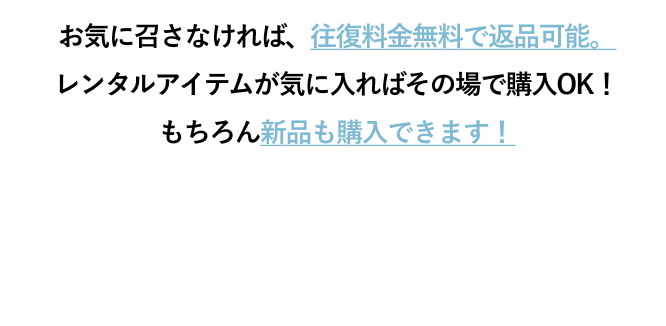 お気に召さなければ、往復料金無料で返品可能。
レンタルアイテムが気に入ればその場で購入OK！
もちろん新品も購入できます！